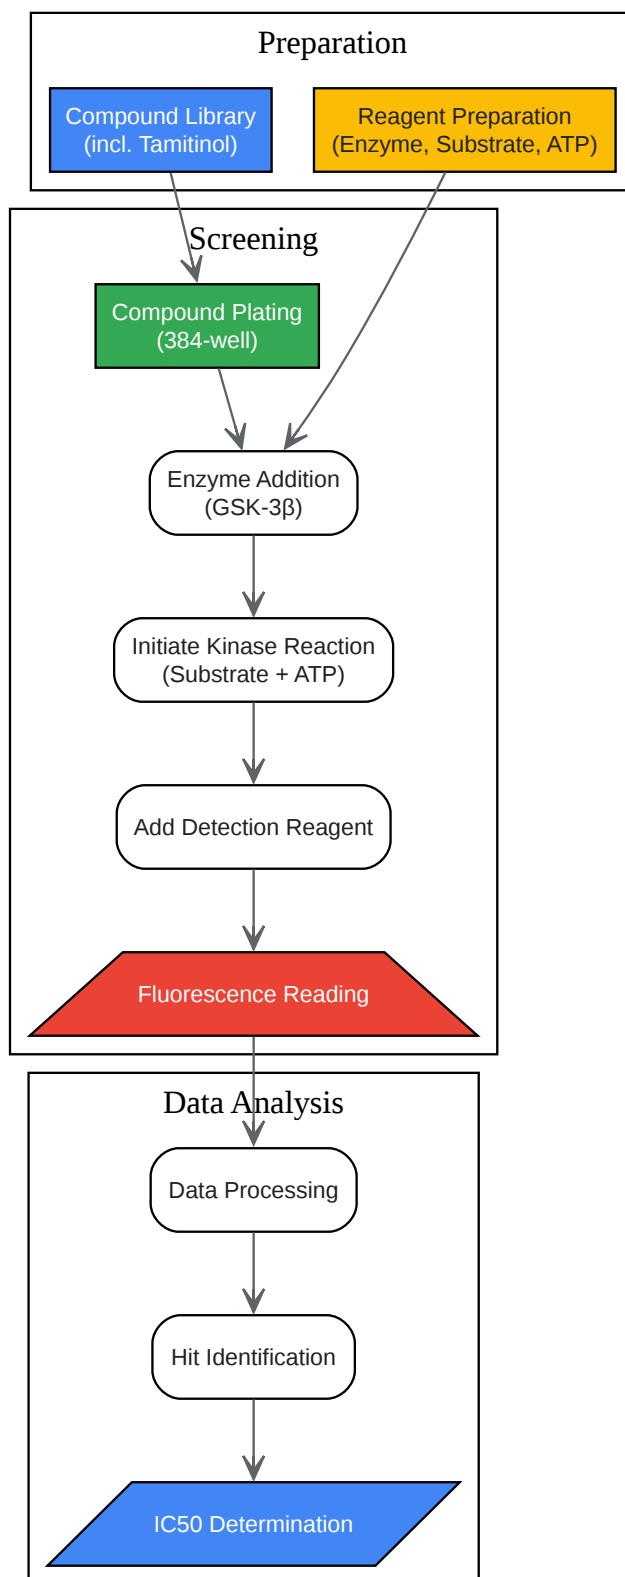 Preparation
Compound Library
(incl. Tamitinol)
Reagent Preparation
(Enzyme, Substrate, ATP)
Screening
Compound Plating
(384-well)
Enzyme Addition
(GSK-3β)
Initiate Kinase Reaction
(Substrate + ATP)
Add Detection Reagent
Fluorescence Reading
Data Analysis
Data Processing
Hit Identification
IC50 Determination